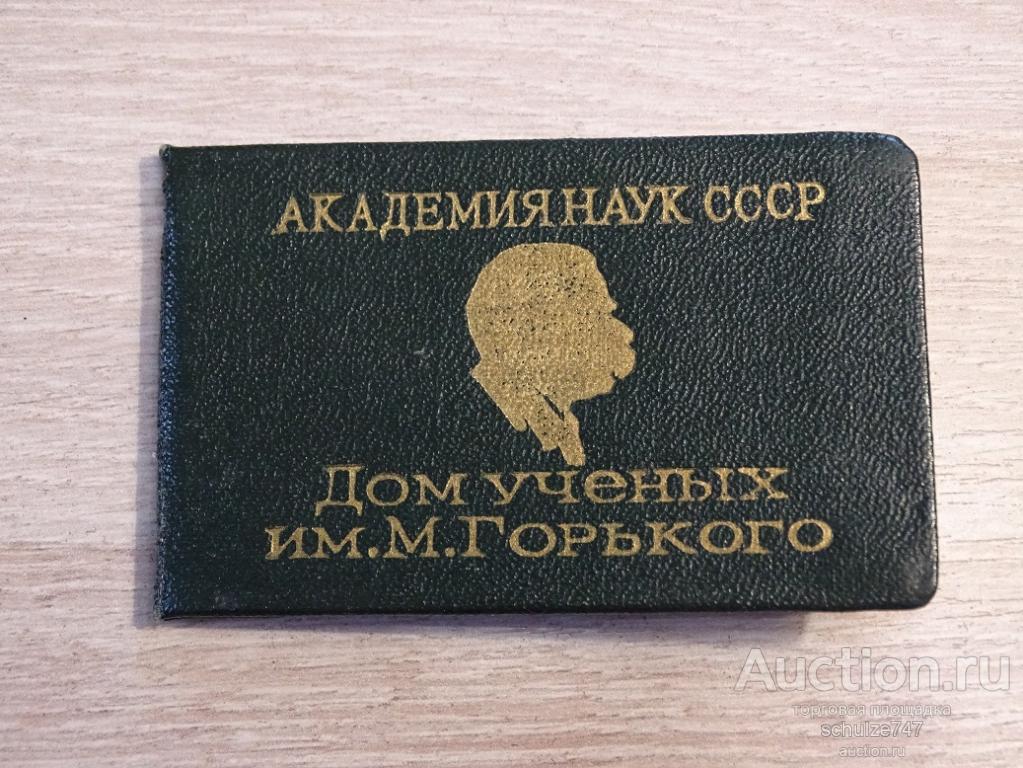 АКАДЕМИЯ НАУК СССР
Дом ученых
им.М.Горького
Auction.ru
торговая площадка
schulze747
auction.ru